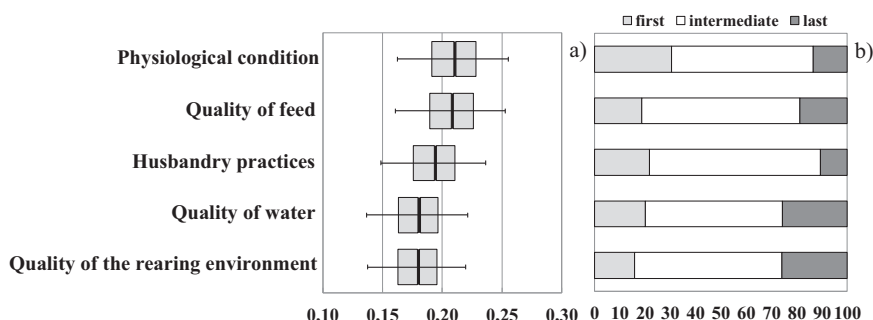 first intermediate last
Physiological condition
a)
b)
Quality of feed
Husbandry practices
Quality of water
Quality of the rearing environment
0,10 0,15 0,20 0,25 0,30
0 10 20 30 40 50 60 70 80 90 100